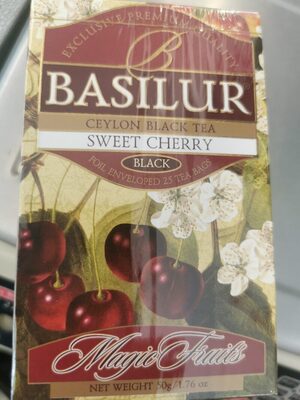 EXCLUSIVE PREMIUM QUALITY
B
BASILUR
CEYLON BLACK TEA
SWEET CHERRY
BLACK
FOIL ENVELOPED 25 TEA BAGS
Magic Fruits
NET WEIGHT 50g/1.76 oz